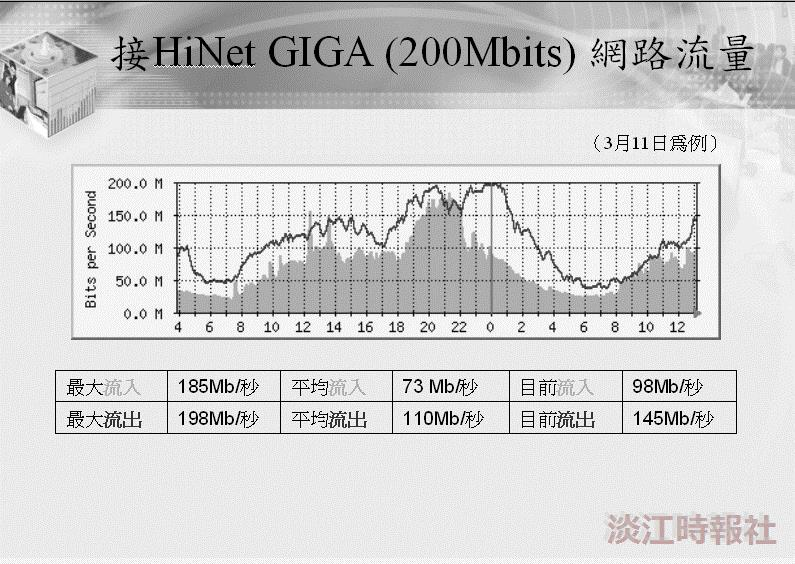 接HiNet GIGA (200Mbits) 網路流量
（3月11日為例）
Bits per Second
200.0 M
150.0 M
100.0 M
50.0 M
0.0 M
4 6 8 10 12 14 16 18 20 22 0 2 4 6 8 10 12
最大流入 185Mb/秒 平均流入 73 Mb/秒 目前流入 98Mb/秒
最大流出 198Mb/秒 平均流出 110Mb/秒 目前流出 145Mb/秒
淡江時報社